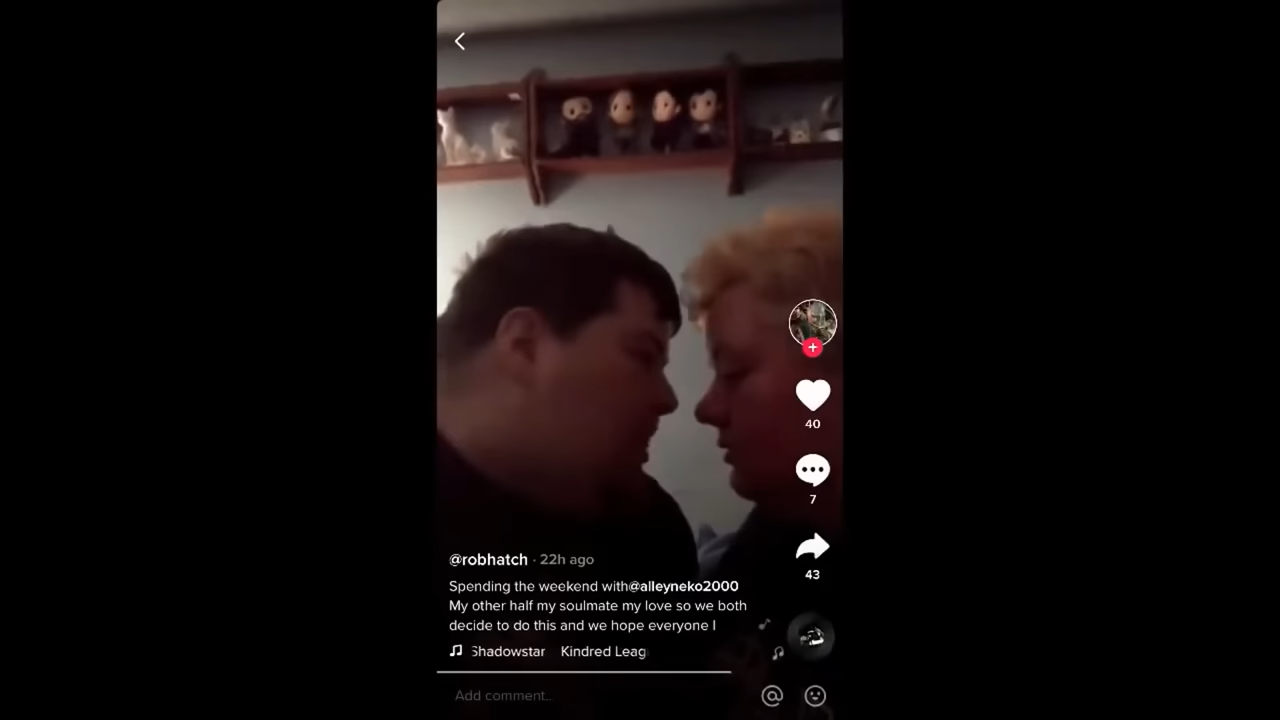 40
7
@robhatch · 22h ago
43
Spending the weekend with@alleyneko2000
My other half my soulmate my love so we both
decide to do this and we hope everyone l
Shadowstar Kindred Leag
Add comment...